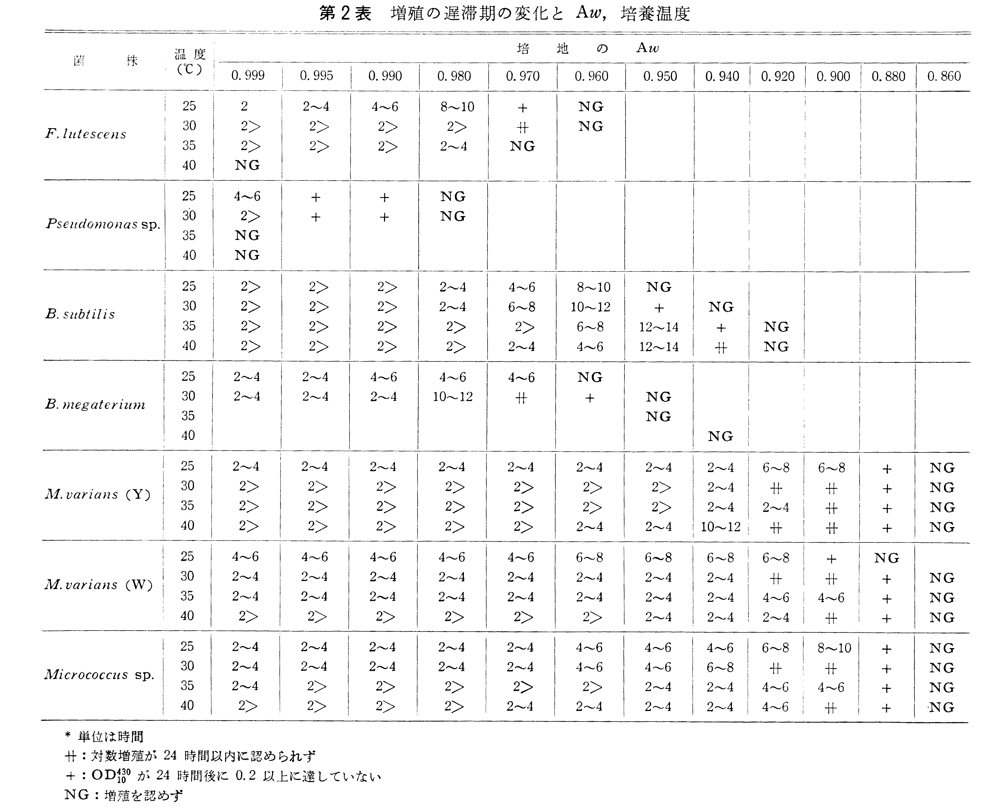 第2表 増殖の遅滞期の変化と Aw, 培養温度
菌株 温度(℃) 培地の Aw
0.999 0.995 0.990 0.980 0.970 0.960 0.950 0.940 0.920 0.900 0.880 0.860
25 2 2~4 4~6 8~10 + NG
30 2> 2> 2> 2> ⧺ NG
F. lutescens
35 2> 2> 2> 2~4 NG
40 NG
25 4~6 + + NG
30 2> + + NG
Pseudomonas sp.
35 NG
40 NG
25 2> 2> 2> 2~4 4~6 8~10 NG
30 2> 2> 2> 2~4 6~8 10~12 + NG
B. subtilis
35 2> 2> 2> 2> 2> 6~8 12~14 + NG
40 2> 2> 2> 2> 2~4 4~6 12~14 ⧺ NG
25 2~4 2~4 4~6 4~6 4~6 NG
30 2~4 2~4 2~4 10~12 ⧺ + NG
B. megaterium
35 NG
40 NG
25 2~4 2~4 2~4 2~4 2~4 2~4 2~4 2~4 6~8 6~8 + NG
30 2> 2> 2> 2> 2> 2> 2> 2~4 ⧺ ⧺ + NG
M. varians (Y)
35 2> 2> 2> 2> 2> 2> 2> 2~4 2~4 ⧺ + NG
40 2> 2> 2> 2> 2> 2~4 2~4 10~12 ⧺ ⧺ + NG
25 4~6 4~6 4~6 4~6 4~6 6~8 6~8 6~8 6~8 + NG
30 2~4 2~4 2~4 2~4 2~4 2~4 2~4 2~4 ⧺ ⧺ + NG
M. varians (W)
35 2~4 2~4 2~4 2~4 2~4 2~4 2~4 2~4 4~6 4~6 + NG
40 2> 2> 2> 2> 2> 2> 2~4 2~4 2~4 ⧺ + NG
25 2~4 2~4 2~4 2~4 2~4 4~6 4~6 4~6 6~8 8~10 + NG
30 2~4 2~4 2~4 2~4 2~4 4~6 4~6 6~8 ⧺ ⧺ + NG
Micrococcus sp.
35 2~4 2> 2> 2> 2> 2> 2~4 2~4 4~6 4~6 + NG
40 2> 2> 2> 2> 2~4 2~4 2~4 2~4 4~6 ⧺ + NG
* 単位は時間
⧺：対数増殖が 24 時間以内に認められず
+：OD430 10 が 24 時間後に 0.2 以上に達していない
NG：増殖を認めず